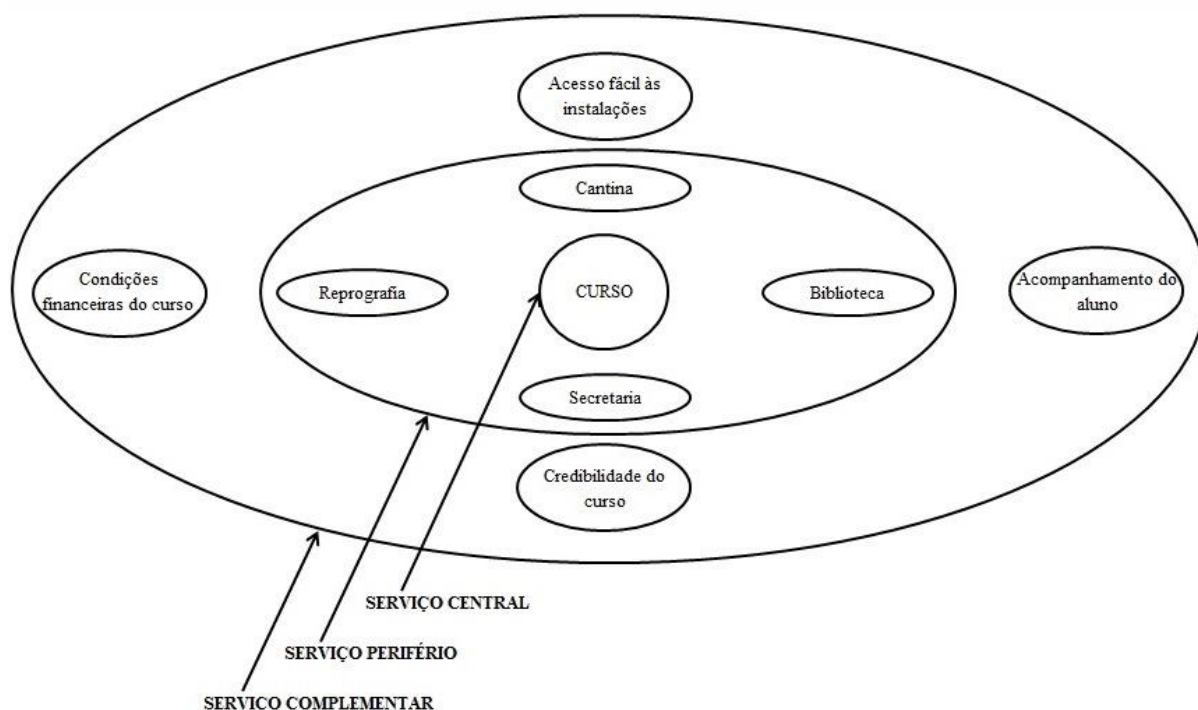 Acesso fácil às
instalações
Cantina
Condições
financeiras do curso
Reprografia
CURSO
Biblioteca
Acompanhamento do
aluno
Secretaria
Credibilidade do
curso
SERVIÇO CENTRAL
SERVIÇO PERIFÉRIO
SERVICO COMPLEMENTAR